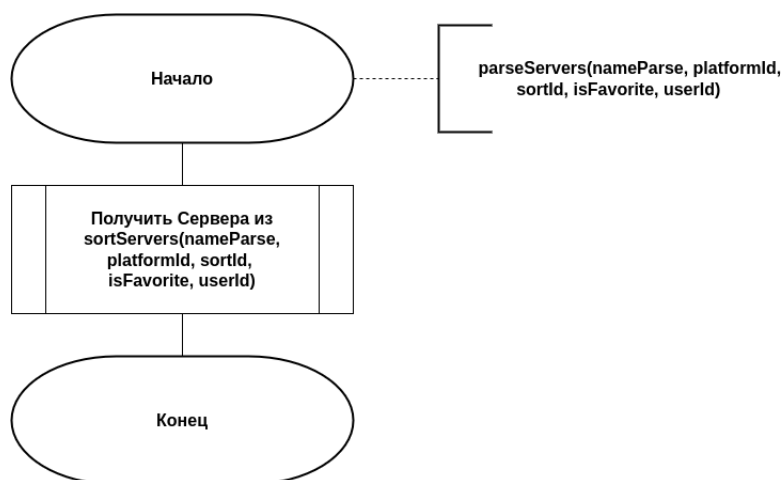 Начало
parseServers(nameParse, platformId,
sortId, isFavorite, userId)
Получить Сервера из
sortServers(nameParse,
platformId, sortId,
isFavorite, userId)
Конец